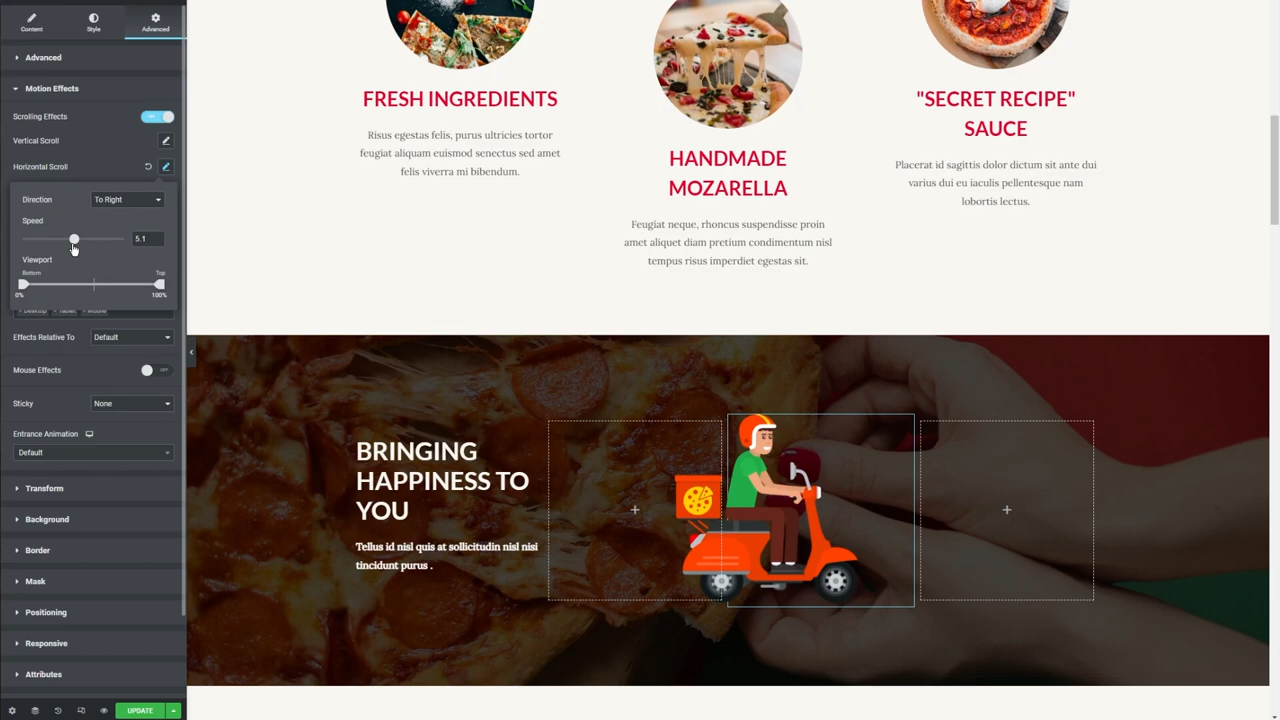 Content
Style
Advanced
Advanced
Motion Effects
Scrolling Effects
ON
Vertical Scroll
Horizontal Scroll
Direction
To Right
Speed
5.1
Viewport
Bottom
Top
0%
100%
× Desktop × Tablet × Mobile
Effects Relative To
Default
Mouse Effects
OFF
Sticky
None
Entrance Animation
Default
Transform
Background
Border
Mask
Positioning
Responsive
Attributes
UPDATE
FRESH INGREDIENTS
Risus egestas felis, purus ultricies tortor
feugiat aliquam euismod senectus sed amet
felis viverra mi bibendum.
HANDMADE
MOZARELLA
Feugiat neque, rhoncus suspendisse proin
amet aliquet diam pretium condimentum nisl
tempus risus imperdiet egestas sit.
"SECRET RECIPE"
SAUCE
Placerat id sagittis dolor dictum sit ante dui
varius dui eu iaculis pellentesque nam
lobortis lectus.
BRINGING
HAPPINESS TO
YOU
Tellus id nisl quis at sollicitudin nisl nisi
tincidunt purus .